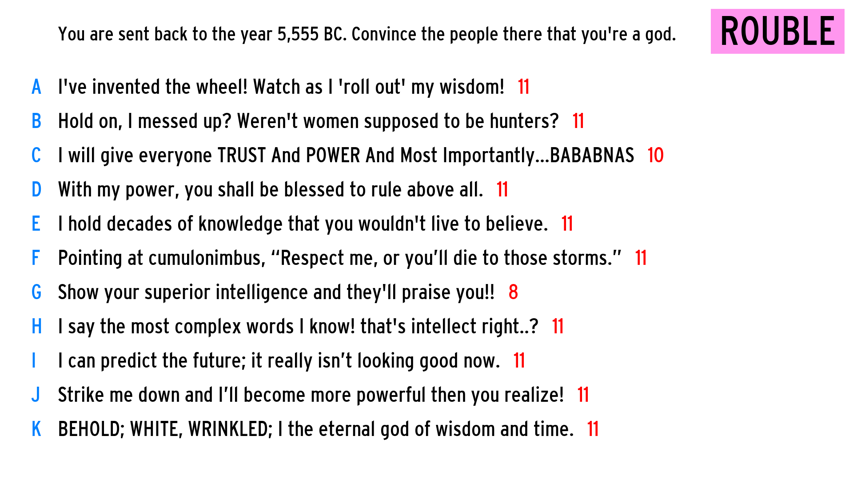 You are sent back to the year 5,555 BC. Convince the people there that you're a god.
ROUBLE
A I've invented the wheel! Watch as I 'roll out' my wisdom! 11
B Hold on, I messed up? Weren't women supposed to be hunters? 11
C I will give everyone TRUST And POWER And Most Importantly...BABABNAS 10
D With my power, you shall be blessed to rule above all. 11
E I hold decades of knowledge that you wouldn't live to believe. 11
F Pointing at cumulonimbus, “Respect me, or you’ll die to those storms.” 11
G Show your superior intelligence and they'll praise you!! 8
H I say the most complex words I know! that's intellect right..? 11
I I can predict the future; it really isn’t looking good now. 11
J Strike me down and I’ll become more powerful then you realize! 11
K BEHOLD; WHITE, WRINKLED; I the eternal god of wisdom and time. 11